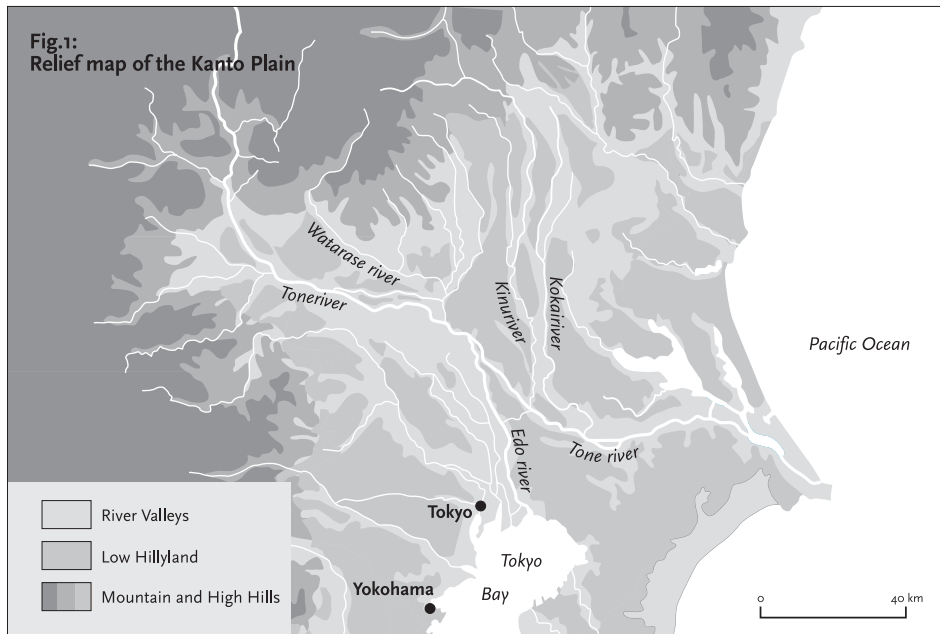 Fig.1:
Relief map of the Kanto Plain
Watarase river
Toneriver
Kinuriver
Kokairiver
Pacific Ocean
Edo river
Tone river
Tokyo
Tokyo
Bay
Yokohama
River Valleys
Low Hillyland
Mountain and High Hills
0 40 km